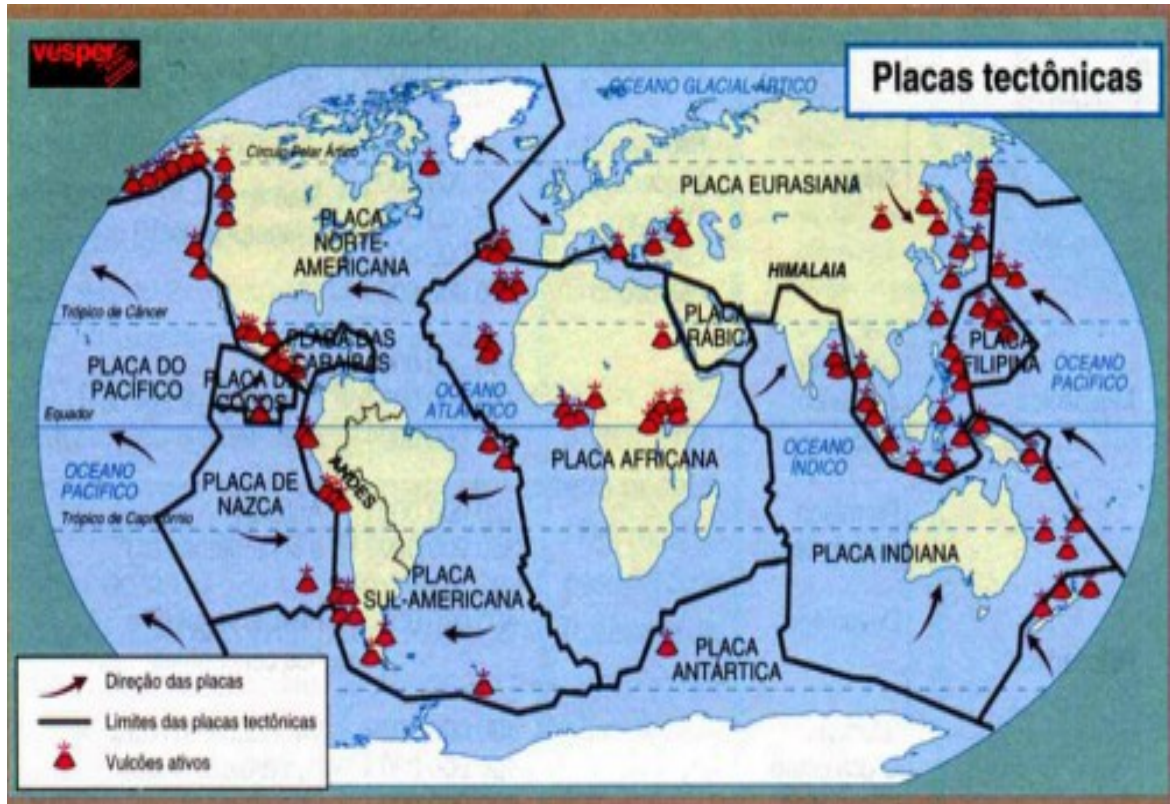 vesper
Placas tectônicas
OCEANO GLACIAL ÁRTICO
Círculo Polar Ártico
PLACA EURASIANA
PLACA
NORTE-
AMERICANA
HIMALAIA
Trópico de Câncer
PLACA
ARÁBICA
PLACA DAS
CARAÍBAS
PLACA DO
PACÍFICO
PLACA DE
COCOS
PLACA
FILIPINA
OCEANO
PACÍFICO
OCEANO
ATLÂNTICO
Equador
OCEANO
PACÍFICO
PLACA DE
NAZCA
ANDES
PLACA AFRICANA
OCEANO
ÍNDICO
Trópico de Capricórnio
PLACA INDIANA
PLACA
SUL-AMERICANA
PLACA
ANTÁRTICA
Direção das placas
Limites das placas tectônicas
Vulcões ativos